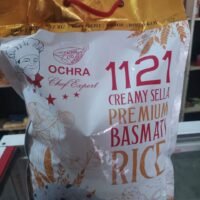 OCHRA
Chef Expert
1121
CREAMY SELLA
PREMIUM
BASMATI
RICE